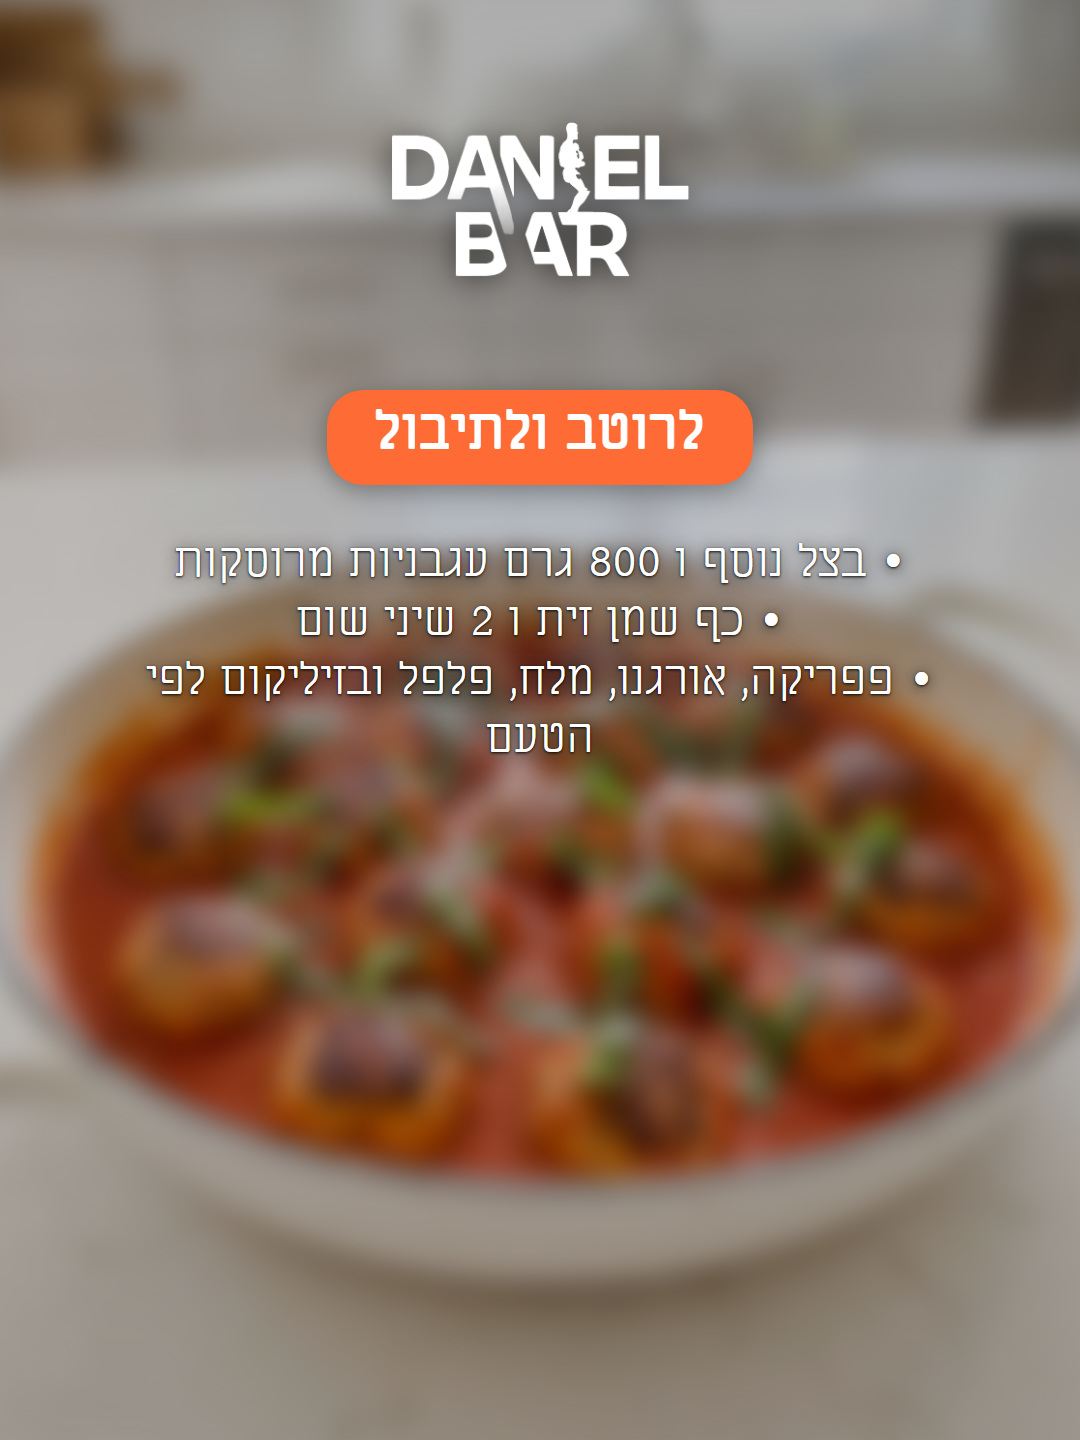 DANIEL
BAR
לרוטב ולתיבול
• בצל נוסף ו 800 גרם עגבניות מרוסקות
• כף שמן זית ו 2 שיני שום
• פפריקה, אורגנו, מלח, פלפל ובזיליקום לפי
הטעם